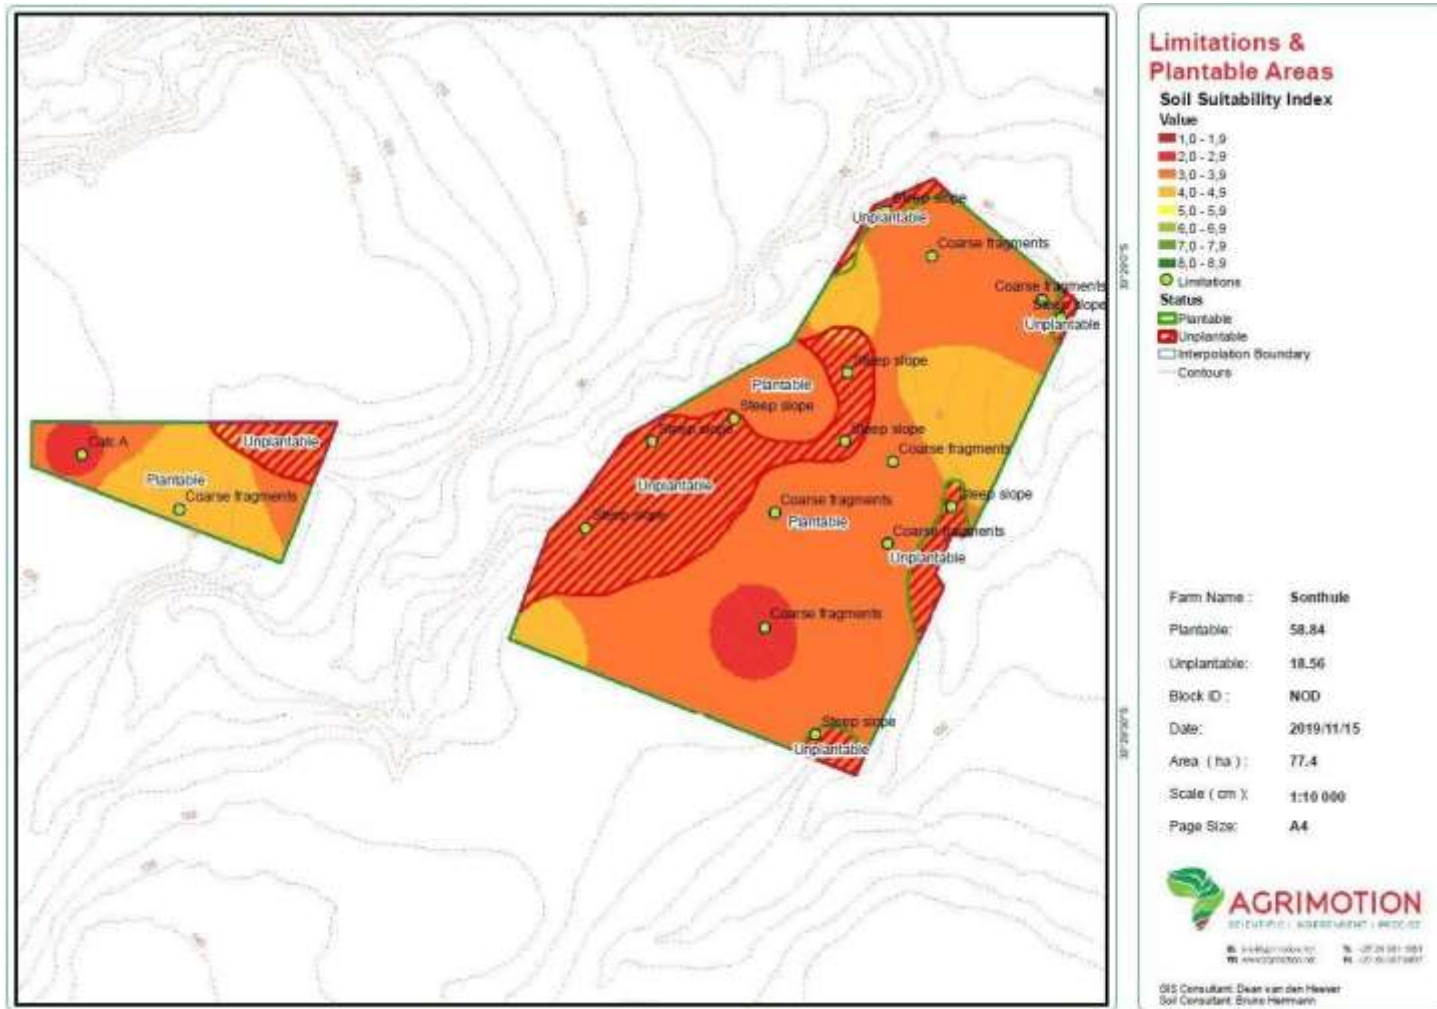 Limitations &
Plantable Areas
Soil Suitability Index
Value
1,0 - 1,9
2,0 - 2,9
3,0 - 3,9
4,0 - 4,9
5,0 - 5,9
6,0 - 6,9
7,0 - 7,9
8,0 - 8,9
Limitations
Status
Plantable
Unplantable
Interpolation Boundary
Contours
Farm Name : Sonthule
Plantable: 58.84
Unplantable: 18.56
Block ID : NOD
Date: 2019/11/15
Area ( ha ) : 77.4
Scale ( cm ): 1:10 000
Page Size: A4
AGRIMOTION
GIS Consultant: Dean van den Heever
Soil Consultant: Bruno Herrmann
Steep slope
Unplantable
Coarse fragments
Coarse fragments
Steep slope
Unplantable
Steep slope
Plantable
Steep slope
Steep slope
Steep slope
Unplantable
Calc A
Plantable
Coarse fragments
Coarse fragments
Unplantable
Steep slope
Coarse fragments
Plantable
Steep slope
Coarse fragments
Unplantable
Coarse fragments
Steep slope
Unplantable